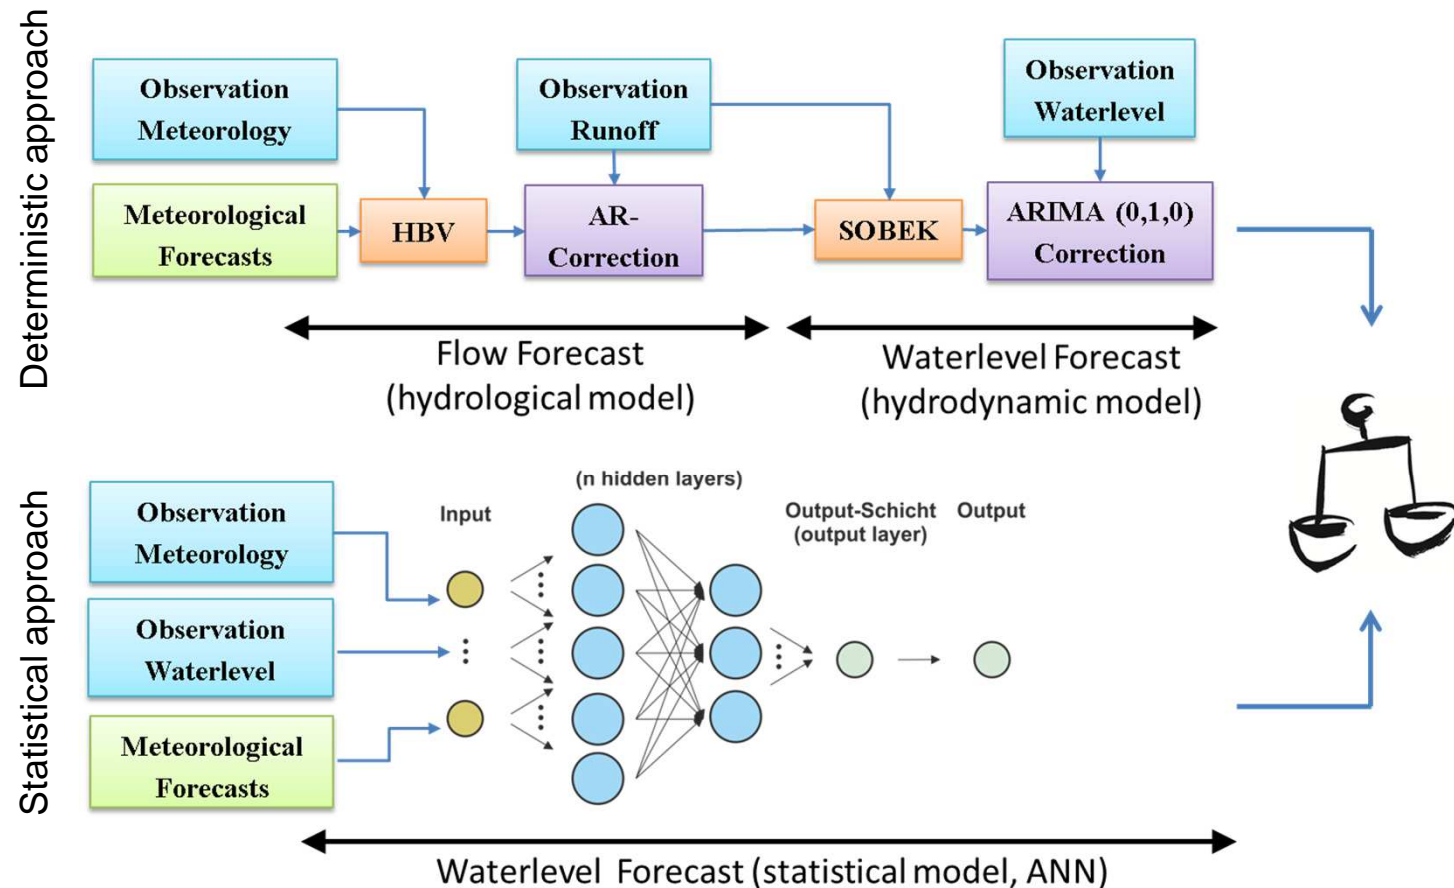 Deterministic approach
Observation
Meteorology
Meteorological
Forecasts
HBV
Observation
Runoff
AR-
Correction
SOBEK
Observation
Waterlevel
ARIMA (0,1,0)
Correction
Flow Forecast
(hydrological model)
Waterlevel Forecast
(hydrodynamic model)
Statistical approach
Observation
Meteorology
Observation
Waterlevel
Meteorological
Forecasts
Input
(n hidden layers)
Output-Schicht
(output layer)
Output
Waterlevel Forecast (statistical model, ANN)